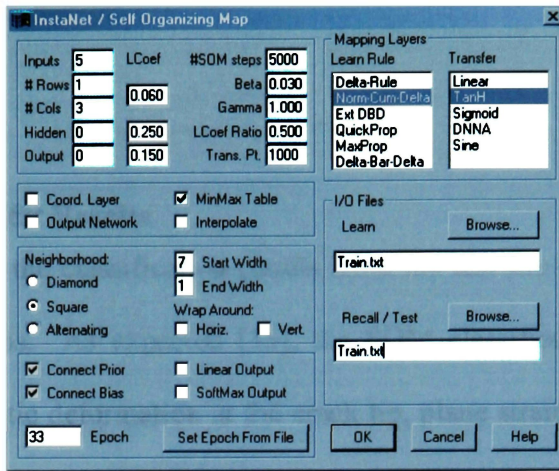 InstaNet / Self Organizing Map
Inputs 5 LCoef #SOM steps 5000
# Rows 1 0.060 Beta 0.030
# Cols 3 Gamma 1.000
Hidden 0 0.250 LCoef Ratio 0.500
Output 0 0.150 Trans. Pt. 1000
Mapping Layers
Learn Rule Transfer
Delta-Rule Linear
Norm-Cum-Delta TanH
Ext DBD Sigmoid
QuickProp DNNA
MaxProp Sine
Delta-Bar-Delta
Coord. Layer MinMax Table
Output Network Interpolate
I/O Files
Learn Browse...
Train.txt
Recall / Test Browse...
Train.txt
Neighborhood: 7 Start Width
Diamond 1 End Width
Square Wrap Around:
Alternating Horiz. Vert.
Connect Prior Linear Output
Connect Bias SoftMax Output
33 Epoch Set Epoch From File
OK Cancel Help